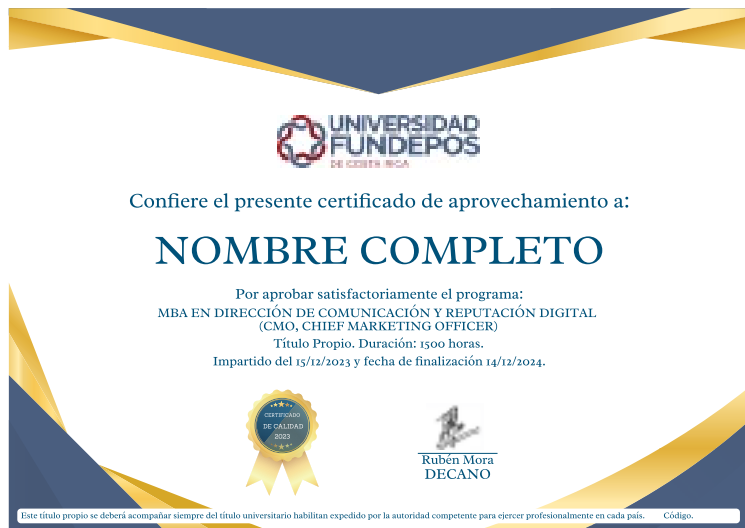 UNIVERSIDAD
FUNDEPOS
DE COSTA RICA
Confiere el presente certificado de aprovechamiento a:
NOMBRE COMPLETO
Por aprobar satisfactoriamente el programa:
MBA EN DIRECCIÓN DE COMUNICACIÓN Y REPUTACIÓN DIGITAL
(CMO, CHIEF MARKETING OFFICER)
Título Propio. Duración: 1500 horas.
Impartido del 15/12/2023 y fecha de finalización 14/12/2024.
CERTIFICADO
DE CALIDAD
2023
Rubén Mora
DECANO
Este título propio se deberá acompañar siempre del título universitario habilitan expedido por la autoridad competente para ejercer profesionalmente en cada país. Código.